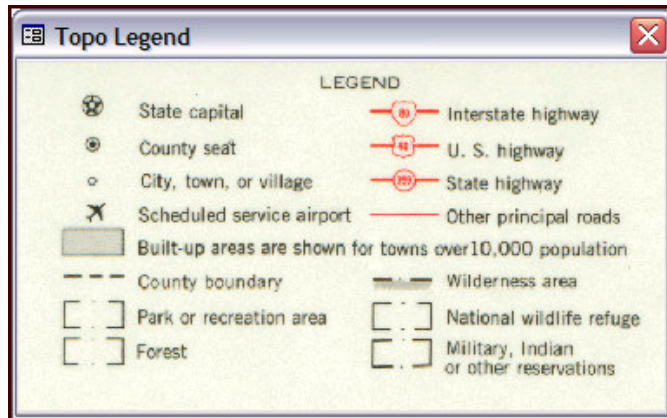 Topo Legend
LEGEND
State capital
Interstate highway
County seat
U. S. highway
City, town, or village
State highway
Scheduled service airport
Other principal roads
Built-up areas are shown for towns over10,000 population
County boundary
Wilderness area
Park or recreation area
National wildlife refuge
Forest
Military, Indian
or other reservations